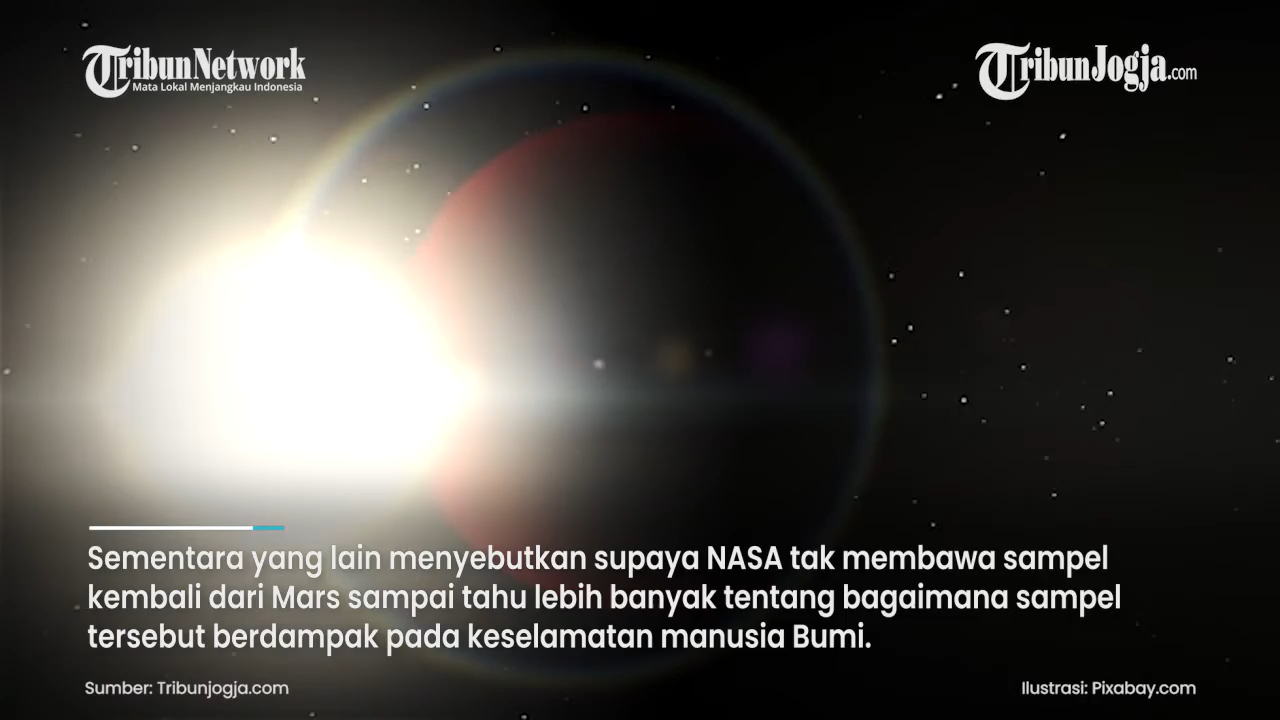 TribunNetwork
Mata Lokal Menjangkau Indonesia
TribunJogja.com
Sementara yang lain menyebutkan supaya NASA tak membawa sampel
kembali dari Mars sampai tahu lebih banyak tentang bagaimana sampel
tersebut berdampak pada keselamatan manusia Bumi.
Sumber: Tribunjogja.com
Ilustrasi: Pixabay.com